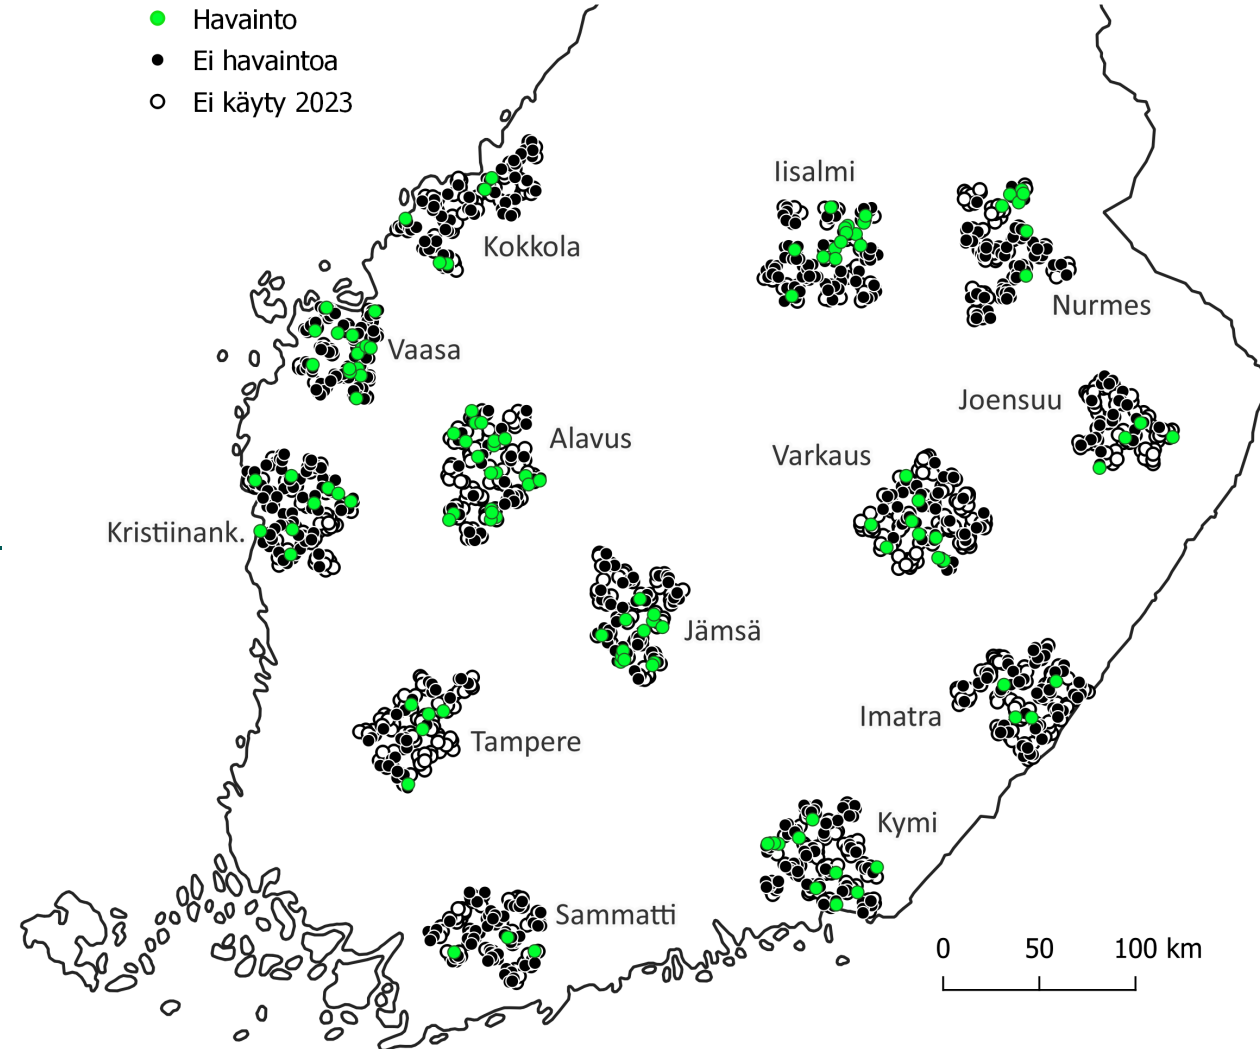 Havainto
Ei havaintoa
Ei käyty 2023
Iisalmi
Kokkola
Nurmes
Vaasa
Joensuu
Alavus
Varkaus
Kristiinank.
Jämsä
Imatra
Tampere
Kymi
Sammatti
0 50 100 km